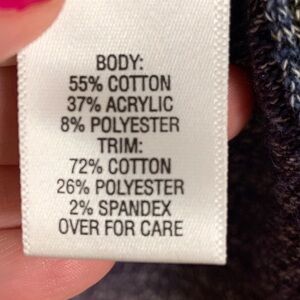 BODY:
55% COTTON
37% ACRYLIC
8% POLYESTER
TRIM:
72% COTTON
26% POLYESTER
2% SPANDEX
OVER FOR CARE